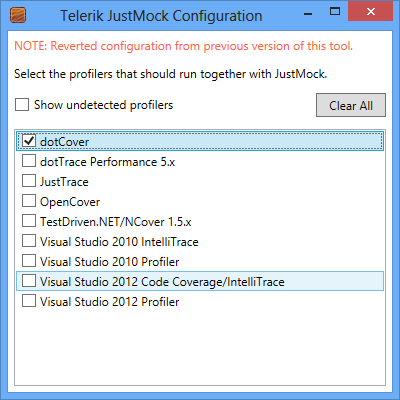 Telerik JustMock Configuration
NOTE: Reverted configuration from previous version of this tool.
Select the profilers that should run together with JustMock.
Show undetected profilers
Clear All
dotCover
dotTrace Performance 5.x
JustTrace
OpenCover
TestDriven.NET/NCover 1.5.x
Visual Studio 2010 IntelliTrace
Visual Studio 2010 Profiler
Visual Studio 2012 Code Coverage/IntelliTrace
Visual Studio 2012 Profiler